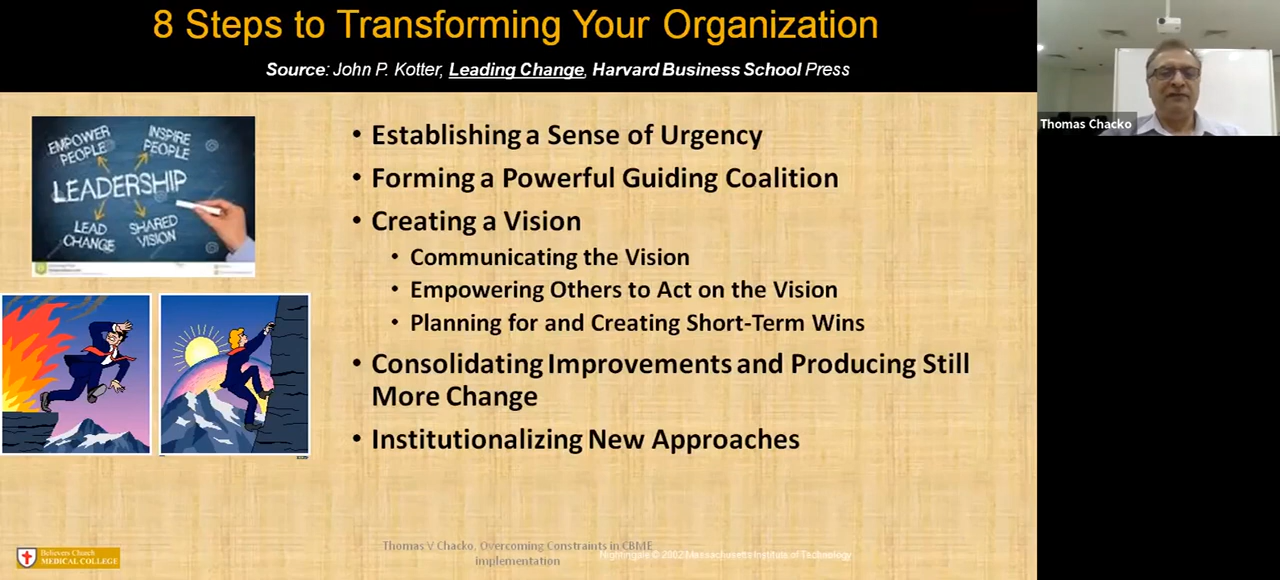 8 Steps to Transforming Your Organization
Source: John P. Kotter, Leading Change, Harvard Business School Press
Thomas Chacko
EMPOWER PEOPLE
INSPIRE PEOPLE
LEADERSHIP
LEAD CHANGE
SHARED VISION
• Establishing a Sense of Urgency
• Forming a Powerful Guiding Coalition
• Creating a Vision
• Communicating the Vision
• Empowering Others to Act on the Vision
• Planning for and Creating Short-Term Wins
• Consolidating Improvements and Producing Still
More Change
• Institutionalizing New Approaches
Believers Church
MEDICAL COLLEGE
Thomas V Chacko, Overcoming Constraints in CBME
implementation
Nightingale © 2002 Massachusetts Institute of Technology